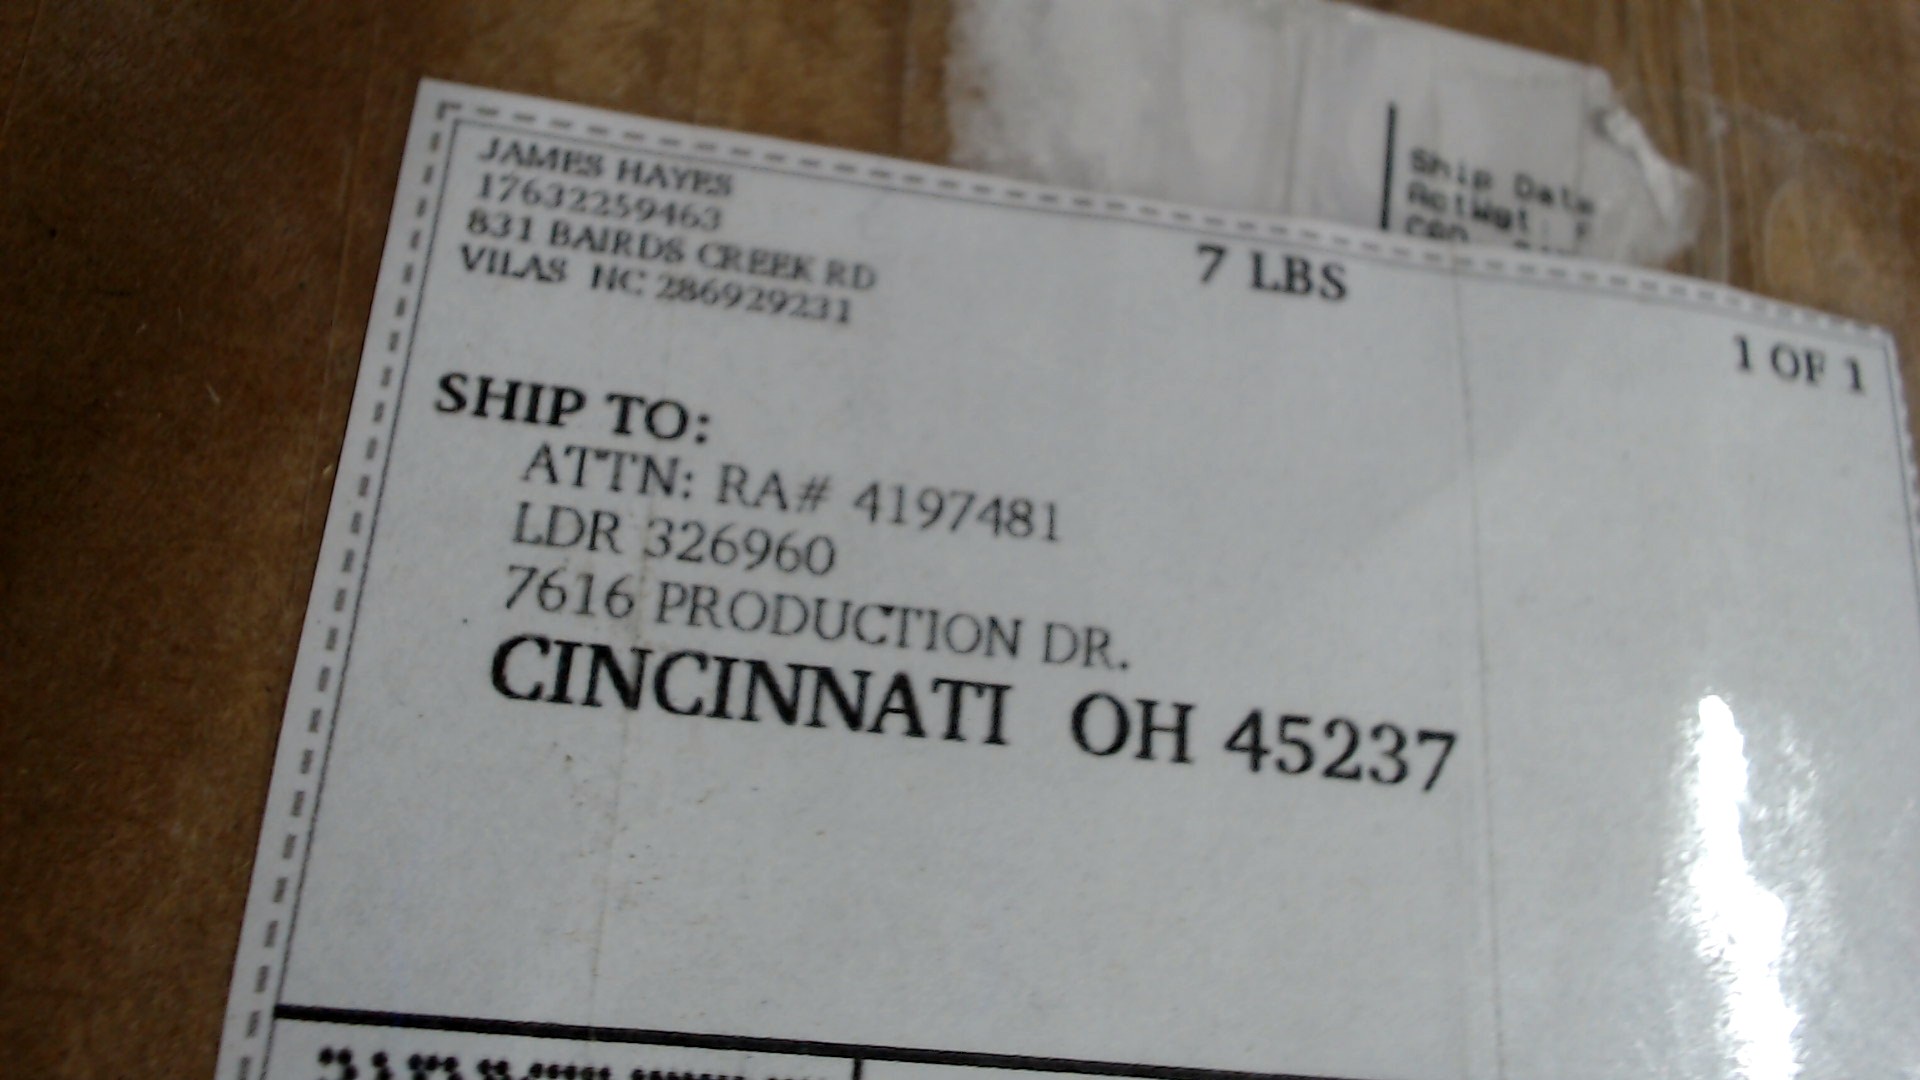 JAMES HAYES
17632259463
831 BAIRDS CREEK RD
VILAS NC 286929231
7 LBS
1 OF 1
SHIP TO:
ATTN: RA# 4197481
LDR 326960
7616 PRODUCTION DR.
CINCINNATI OH 45237
Ship Date
ActWgt